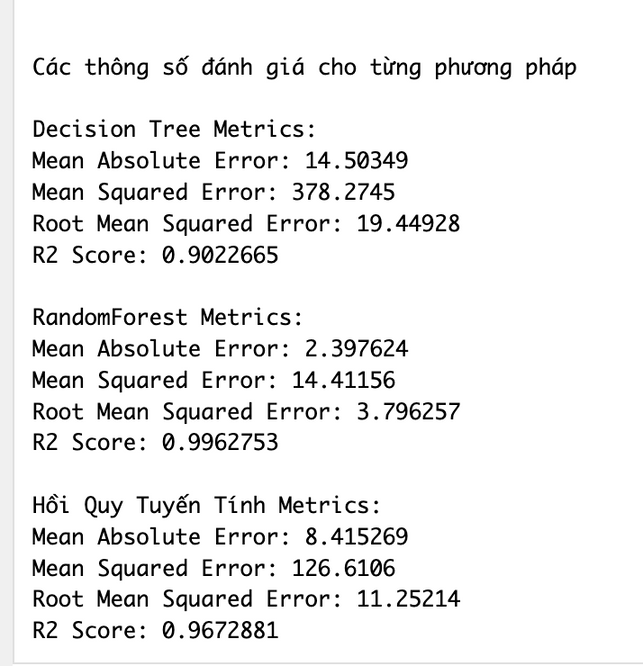 Các thông số đánh giá cho từng phương pháp
Decision Tree Metrics:
Mean Absolute Error: 14.50349
Mean Squared Error: 378.2745
Root Mean Squared Error: 19.44928
R2 Score: 0.9022665
RandomForest Metrics:
Mean Absolute Error: 2.397624
Mean Squared Error: 14.41156
Root Mean Squared Error: 3.796257
R2 Score: 0.9962753
Hồi Quy Tuyến Tính Metrics:
Mean Absolute Error: 8.415269
Mean Squared Error: 126.6106
Root Mean Squared Error: 11.25214
R2 Score: 0.9672881